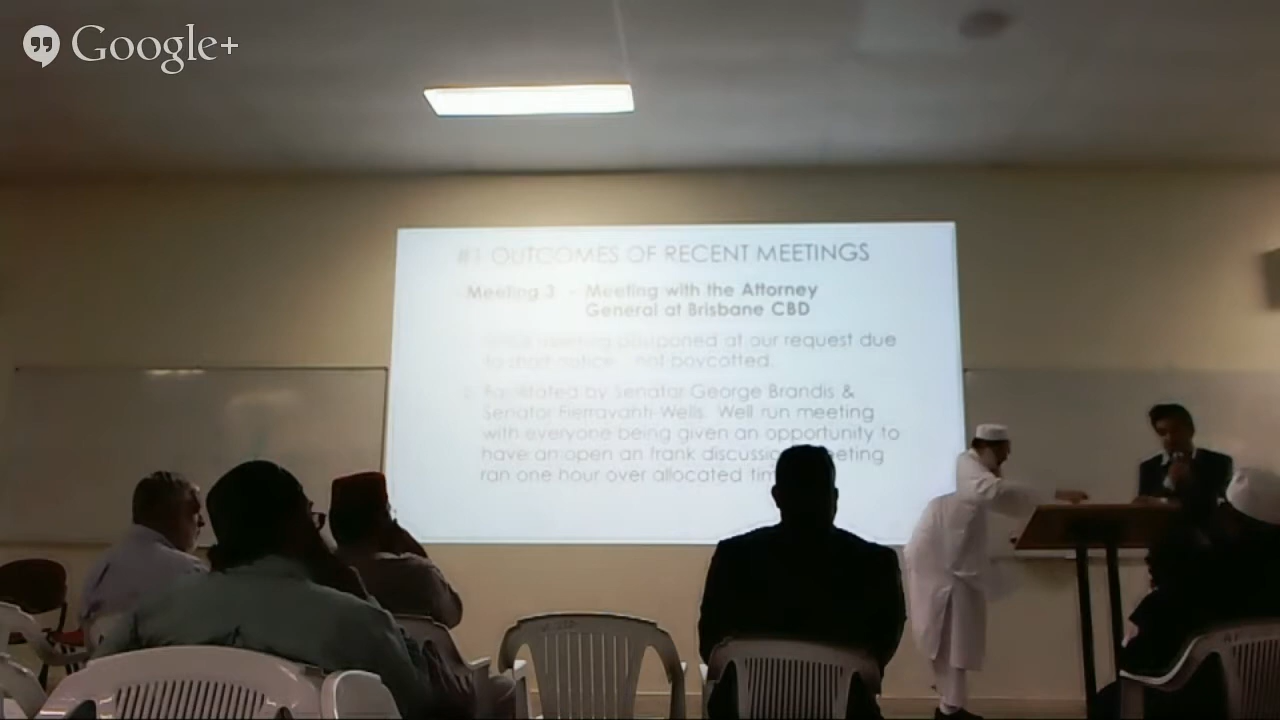 Google+
#1 OUTCOMES OF RECENT MEETINGS
Meeting 3 - Meeting with the Attorney
General at Brisbane CBD
meeting postponed at our request due
to short notice - not boycotted.
2. Facilitated by Senator George Brandis &
Senator Fierravanti-Wells. Well run meeting
with everyone being given an opportunity to
have an open an frank discussion
ran one hour over allocated